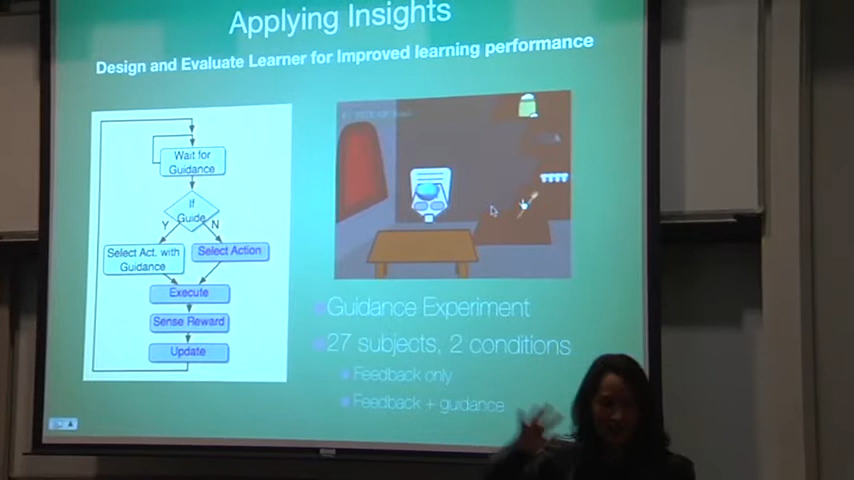 Applying Insights
Design and Evaluate Learner for Improved learning performance
Wait for
Guidance
If
Guide
Y
N
Select Act. with
Guidance
Select Action
Execute
Sense Reward
Update
Guidance Experiment
27 subjects, 2 conditions
Feedback only
Feedback + guidance